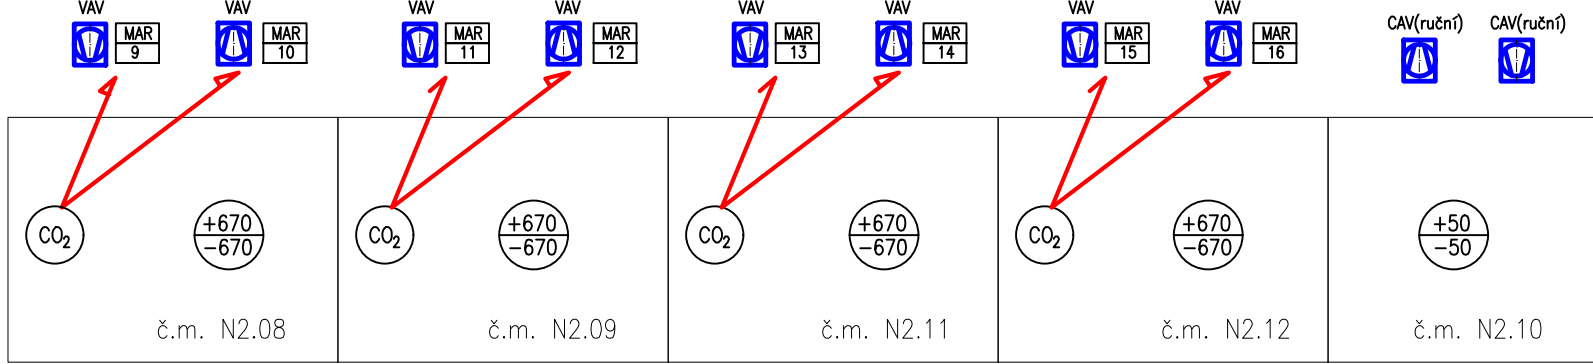 VAV VAV VAV VAV VAV VAV VAV VAV CAV(ruční) CAV(ruční)
MAR MAR MAR MAR MAR MAR MAR MAR
9 10 11 12 13 14 15 16
+670 +670 +670 +670 +50
CO₂ CO₂ CO₂ CO₂
−670 −670 −670 −670 −50
č.m. N2.08 č.m. N2.09 č.m. N2.11 č.m. N2.12 č.m. N2.10